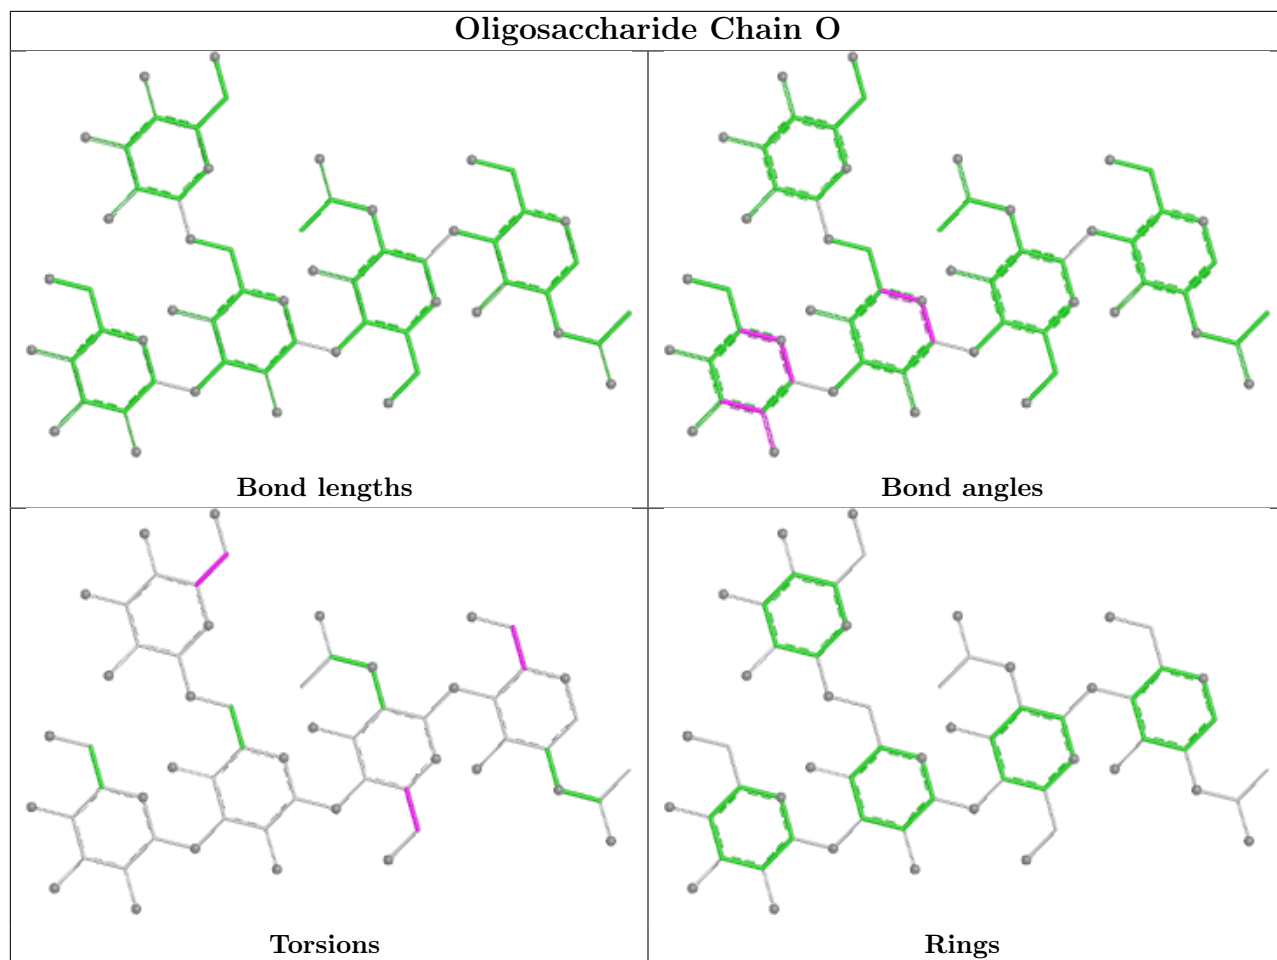 Oligosaccharide Chain O
Bond lengths
Bond angles
Torsions
Rings